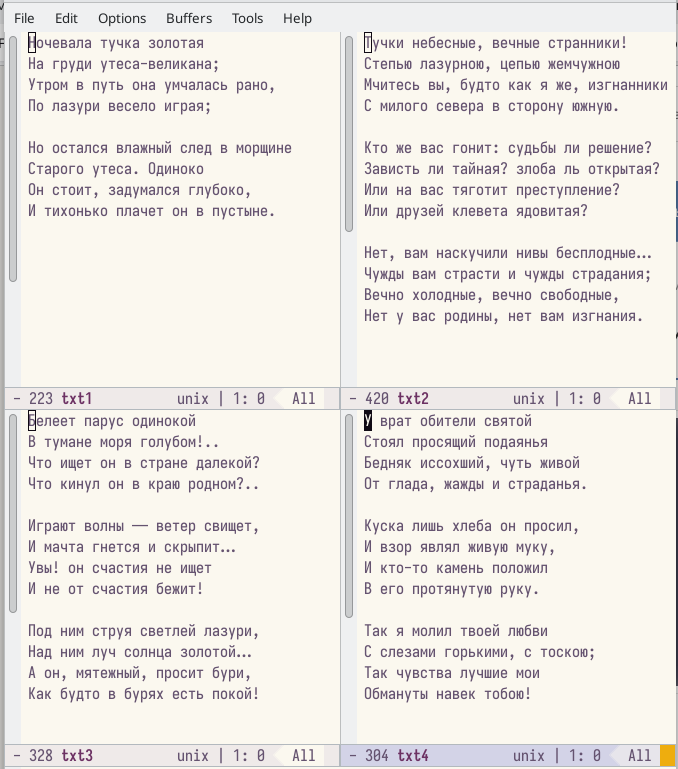 File Edit Options Buffers Tools Help
Ночевала тучка золотая
На груди утеса-великана;
Утром в путь она умчалась рано,
По лазури весело играя;
Но остался влажный след в морщине
Старого утеса. Одиноко
Он стоит, задумался глубоко,
И тихонько плачет он в пустыне.
- 223 txt1 unix | 1: 0 All
Тучки небесные, вечные странники!
Степью лазурною, цепью жемчужною
Мчитесь вы, будто как я же, изгнанники
С милого севера в сторону южную.
Кто же вас гонит: судьбы ли решение?
Зависть ли тайная? злоба ль открытая?
Или на вас тяготит преступление?
Или друзей клевета ядовитая?
Нет, вам наскучили нивы бесплодные…
Чужды вам страсти и чужды страдания;
Вечно холодные, вечно свободные,
Нет у вас родины, нет вам изгнания.
- 420 txt2 unix | 1: 0 All
Белеет парус одинокой
В тумане моря голубом!..
Что ищет он в стране далекой?
Что кинул он в краю родном?..
Играют волны — ветер свищет,
И мачта гнется и скрыпит…
Увы! он счастия не ищет
И не от счастия бежит!
Под ним струя светлей лазури,
Над ним луч солнца золотой…
А он, мятежный, просит бури,
Как будто в бурях есть покой!
- 328 txt3 unix | 1: 0 All
У врат обители святой
Стоял просящий подаянья
Бедняк иссохший, чуть живой
От глада, жажды и страданья.
Куска лишь хлеба он просил,
И взор являл живую муку,
И кто-то камень положил
В его протянутую руку.
Так я молил твоей любви
С слезами горькими, с тоскою;
Так чувства лучшие мои
Обмануты навек тобою!
- 304 txt4 unix | 1: 0 All